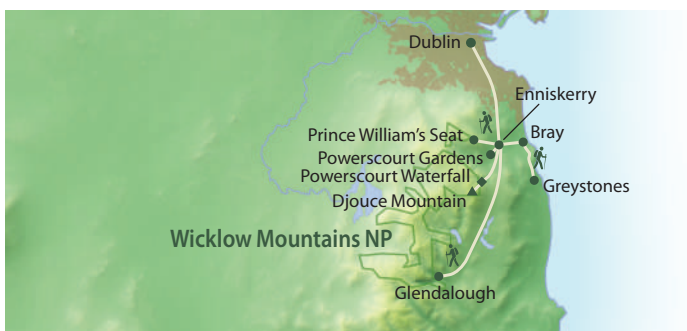 Dublin
Enniskerry
Prince William's Seat
Bray
Powerscourt Gardens
Powerscourt Waterfall
Greystones
Djouce Mountain
Wicklow Mountains NP
Glendalough